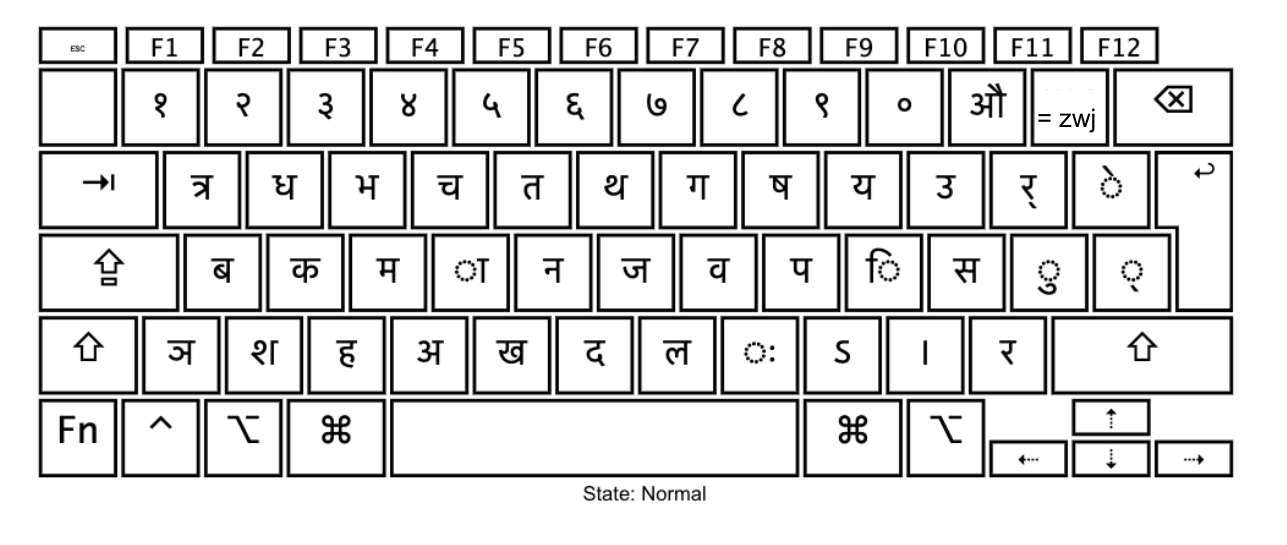 ESC F1 F2 F3 F4 F5 F6 F7 F8 F9 F10 F11 F12
१ २ ३ ४ ५ ६ ७ ८ ९ ० औ = zwj ⌫
⇥ त्र ध भ च त थ ग ष य उ र् े ↩
⇪ ब क म ा न ज व प ि स ु ्
⇧ ञ श ह अ ख द ल ः ऽ । र ⇧
Fn ^ ⌥ ⌘ ⌘ ⌥ ⇠ ⇡ ⇣ ⇢
State: Normal